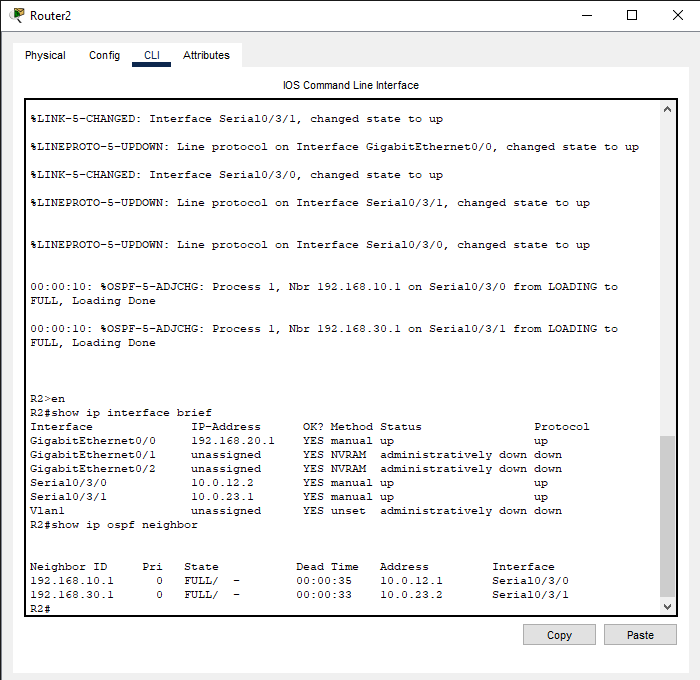 Router2
Physical Config CLI Attributes
IOS Command Line Interface
%LINK-5-CHANGED: Interface Serial0/3/1, changed state to up
%LINEPROTO-5-UPDOWN: Line protocol on Interface GigabitEthernet0/0, changed state to up
%LINK-5-CHANGED: Interface Serial0/3/0, changed state to up
%LINEPROTO-5-UPDOWN: Line protocol on Interface Serial0/3/1, changed state to up
%LINEPROTO-5-UPDOWN: Line protocol on Interface Serial0/3/0, changed state to up
00:00:10: %OSPF-5-ADJCHG: Process 1, Nbr 192.168.10.1 on Serial0/3/0 from LOADING to
FULL, Loading Done
00:00:10: %OSPF-5-ADJCHG: Process 1, Nbr 192.168.30.1 on Serial0/3/1 from LOADING to
FULL, Loading Done
R2>en
R2#show ip interface brief
Interface IP-Address OK? Method Status Protocol
GigabitEthernet0/0 192.168.20.1 YES manual up up
GigabitEthernet0/1 unassigned YES NVRAM administratively down down
GigabitEthernet0/2 unassigned YES NVRAM administratively down down
Serial0/3/0 10.0.12.2 YES manual up up
Serial0/3/1 10.0.23.1 YES manual up up
Vlan1 unassigned YES unset administratively down down
R2#show ip ospf neighbor
Neighbor ID Pri State Dead Time Address Interface
192.168.10.1 0 FULL/ - 00:00:35 10.0.12.1 Serial0/3/0
192.168.30.1 0 FULL/ - 00:00:33 10.0.23.2 Serial0/3/1
R2#
Copy Paste